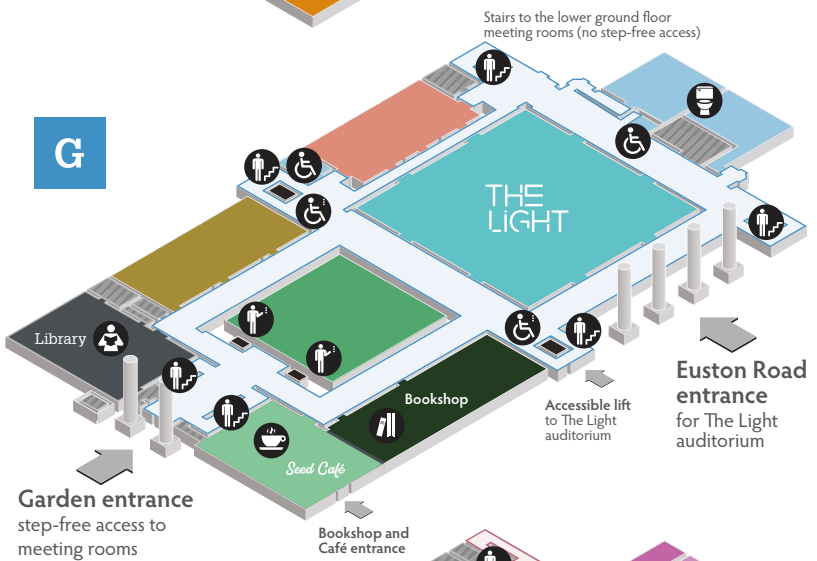 Stairs to the lower ground floor
meeting rooms (no step-free access)
G
THE
LIGHT
Library
Bookshop
Seed Café
Euston Road
entrance
for The Light
auditorium
Accessible lift
to The Light
auditorium
Garden entrance
step-free access to
meeting rooms
Bookshop and
Café entrance